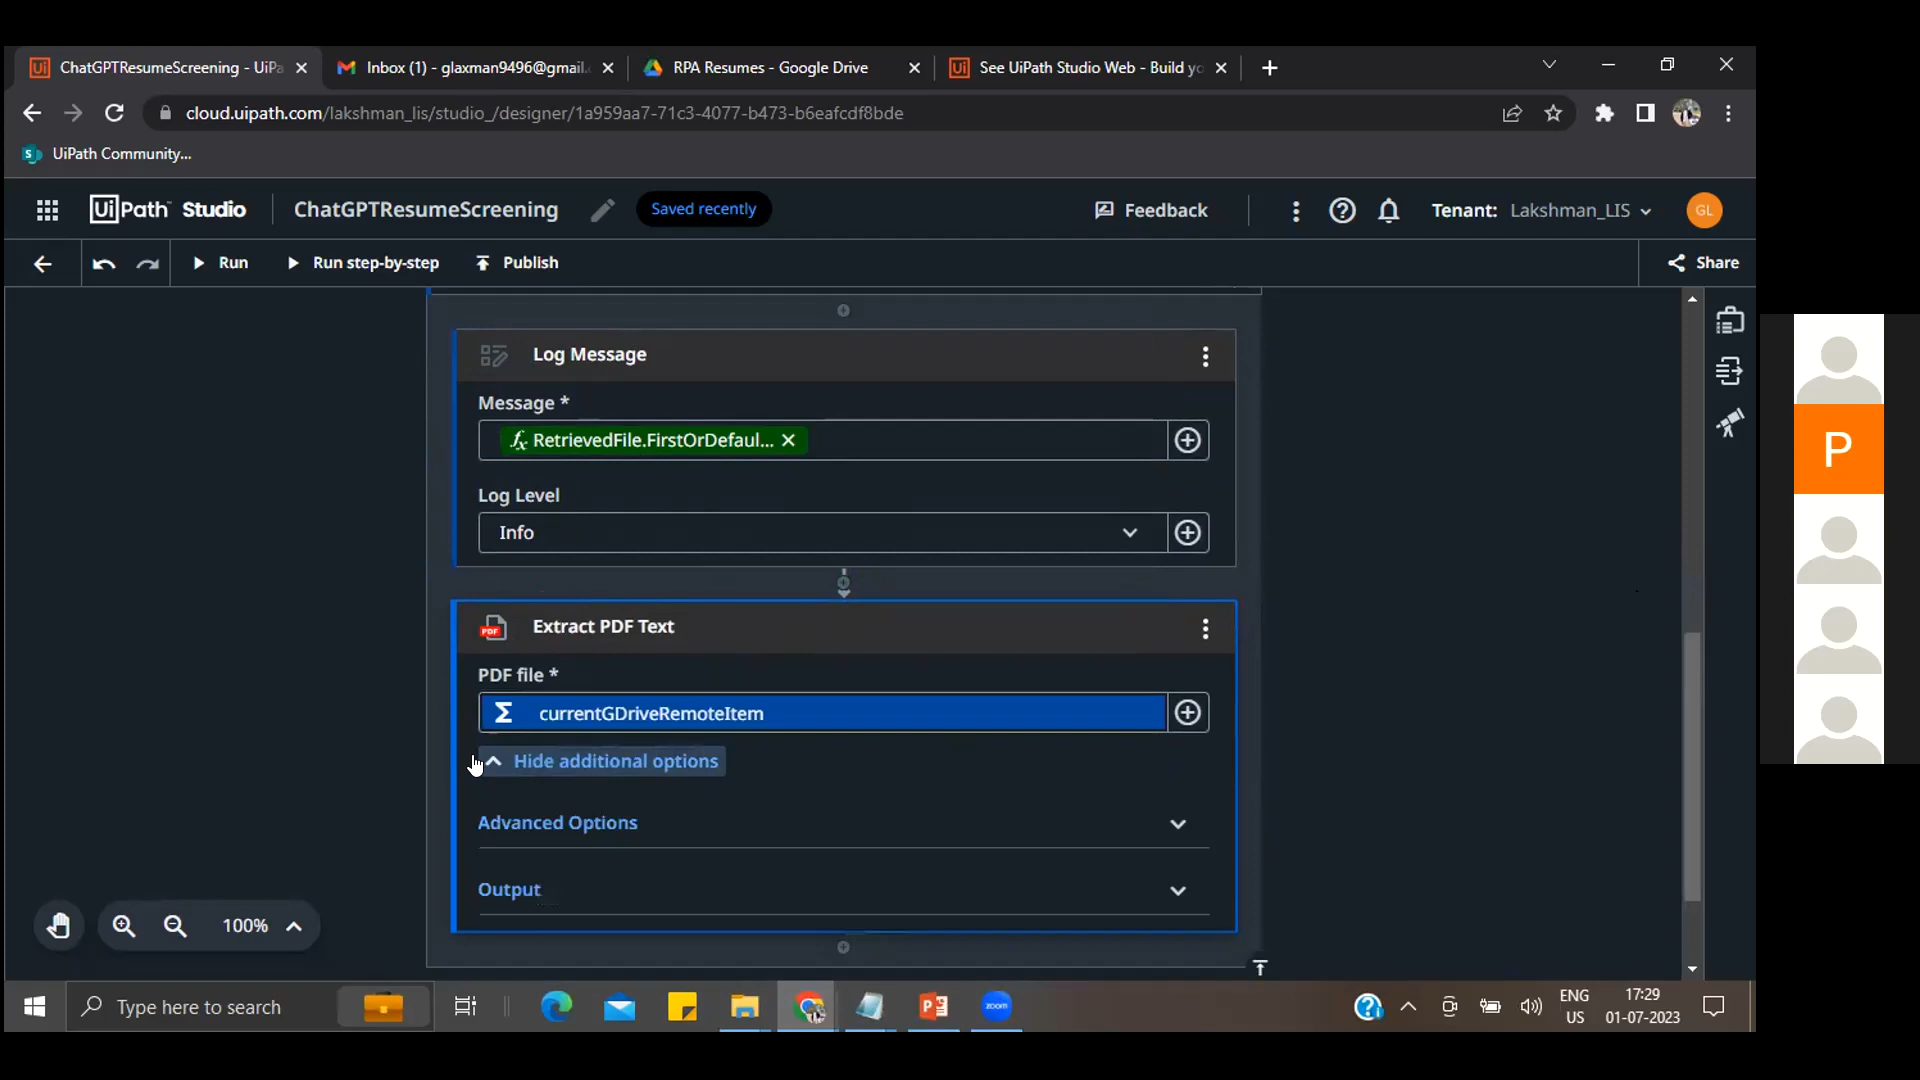 ChatGPTResumeScreening - UiPa
Inbox (1) - glaxman9496@gmail.
RPA Resumes - Google Drive
See UiPath Studio Web - Build yo
cloud.uipath.com/lakshman_lis/studio_/designer/1a959aa7-71c3-4077-b473-b6eafcdf8bde
S UiPath Community...
UiPath Studio
ChatGPTResumeScreening
Saved recently
Feedback
Tenant: Lakshman_LIS
GL
Run
Run step-by-step
Publish
Share
Log Message
Message *
fx RetrievedFile.FirstOrDefaul...
Log Level
Info
Extract PDF Text
PDF file *
currentGDriveRemoteItem
Hide additional options
Advanced Options
Output
100%
P
Type here to search
zoom
ENG
US
17:29
01-07-2023